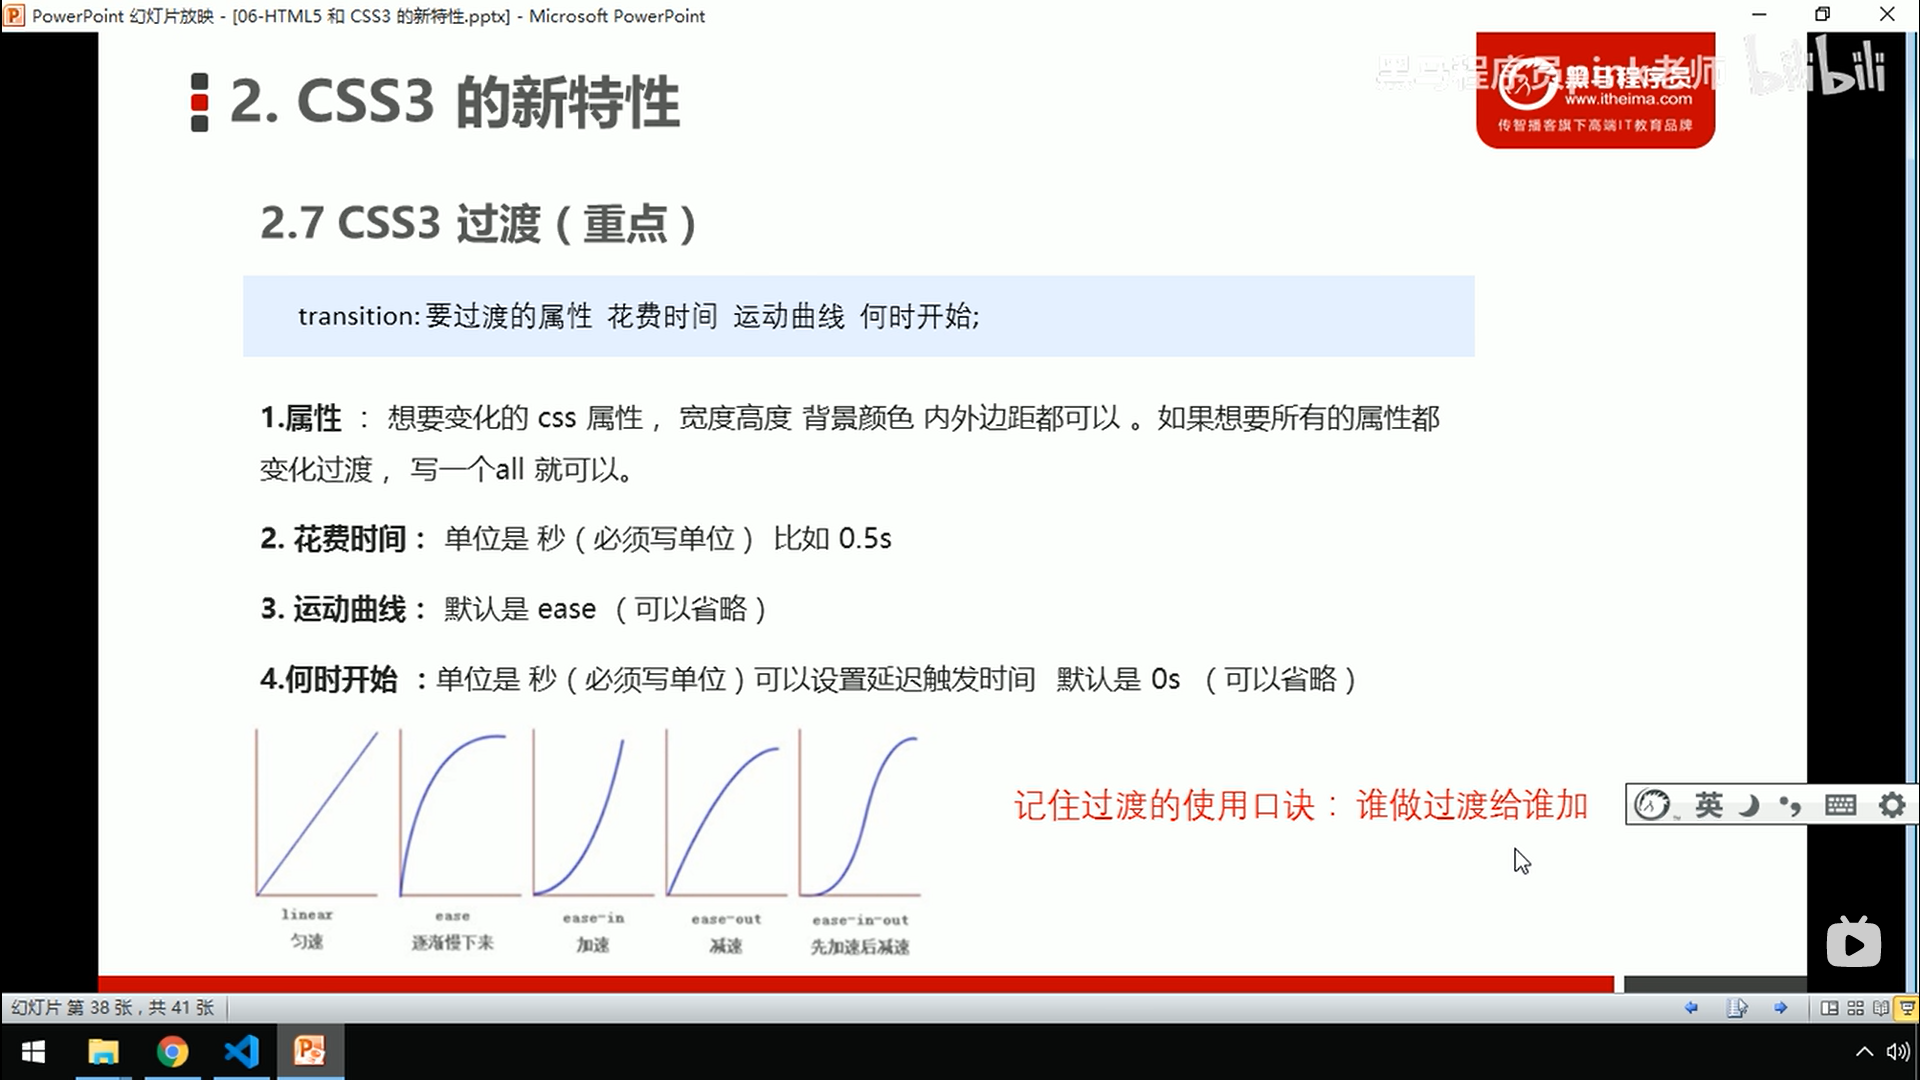 PowerPoint 幻灯片放映 - [06-HTML5 和 CSS3 的新特性.pptx] - Microsoft PowerPoint
2. CSS3 的新特性
黑马程序员pink老师
bilibili
黑马程序员
www.itheima.com
传智播客旗下高端IT教育品牌
2.7 CSS3 过渡（重点）
transition: 要过渡的属性 花费时间 运动曲线 何时开始;
1.属性 ： 想要变化的 css 属性， 宽度高度 背景颜色 内外边距都可以 。如果想要所有的属性都
变化过渡， 写一个all 就可以。
2. 花费时间： 单位是 秒（必须写单位） 比如 0.5s
3. 运动曲线： 默认是 ease （可以省略）
4.何时开始 ：单位是 秒（必须写单位）可以设置延迟触发时间 默认是 0s （可以省略）
linear ease ease-in ease-out ease-in-out
匀速 逐渐慢下来 加速 减速 先加速后减速
记住过渡的使用口诀： 谁做过渡给谁加
英
幻灯片 第 38 张，共 41 张